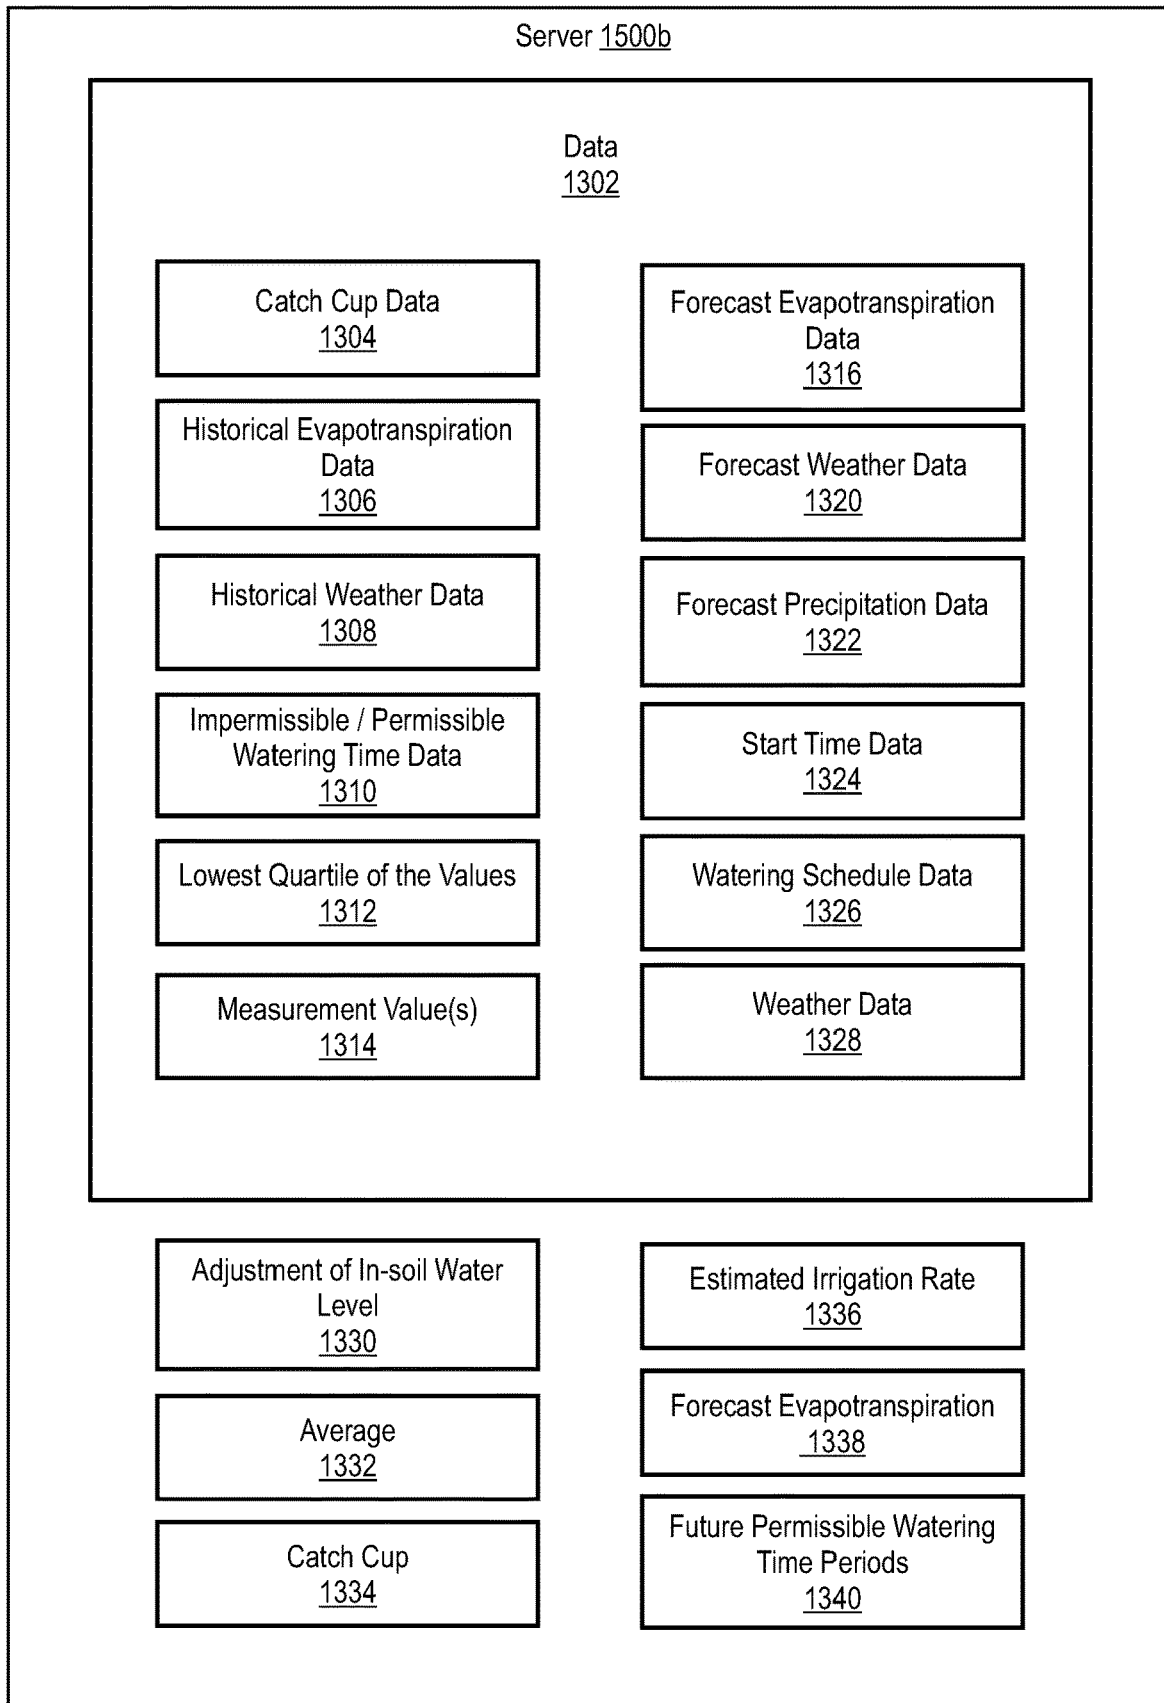 Server 1500b
Data
1302
Catch Cup Data
1304
Historical Evapotranspiration
Data
1306
Historical Weather Data
1308
Impermissible / Permissible
Watering Time Data
1310
Lowest Quartile of the Values
1312
Measurement Value(s)
1314
Forecast Evapotranspiration
Data
1316
Forecast Weather Data
1320
Forecast Precipitation Data
1322
Start Time Data
1324
Watering Schedule Data
1326
Weather Data
1328
Adjustment of In-soil Water
Level
1330
Average
1332
Catch Cup
1334
Estimated Irrigation Rate
1336
Forecast Evapotranspiration
1338
Future Permissible Watering
Time Periods
1340